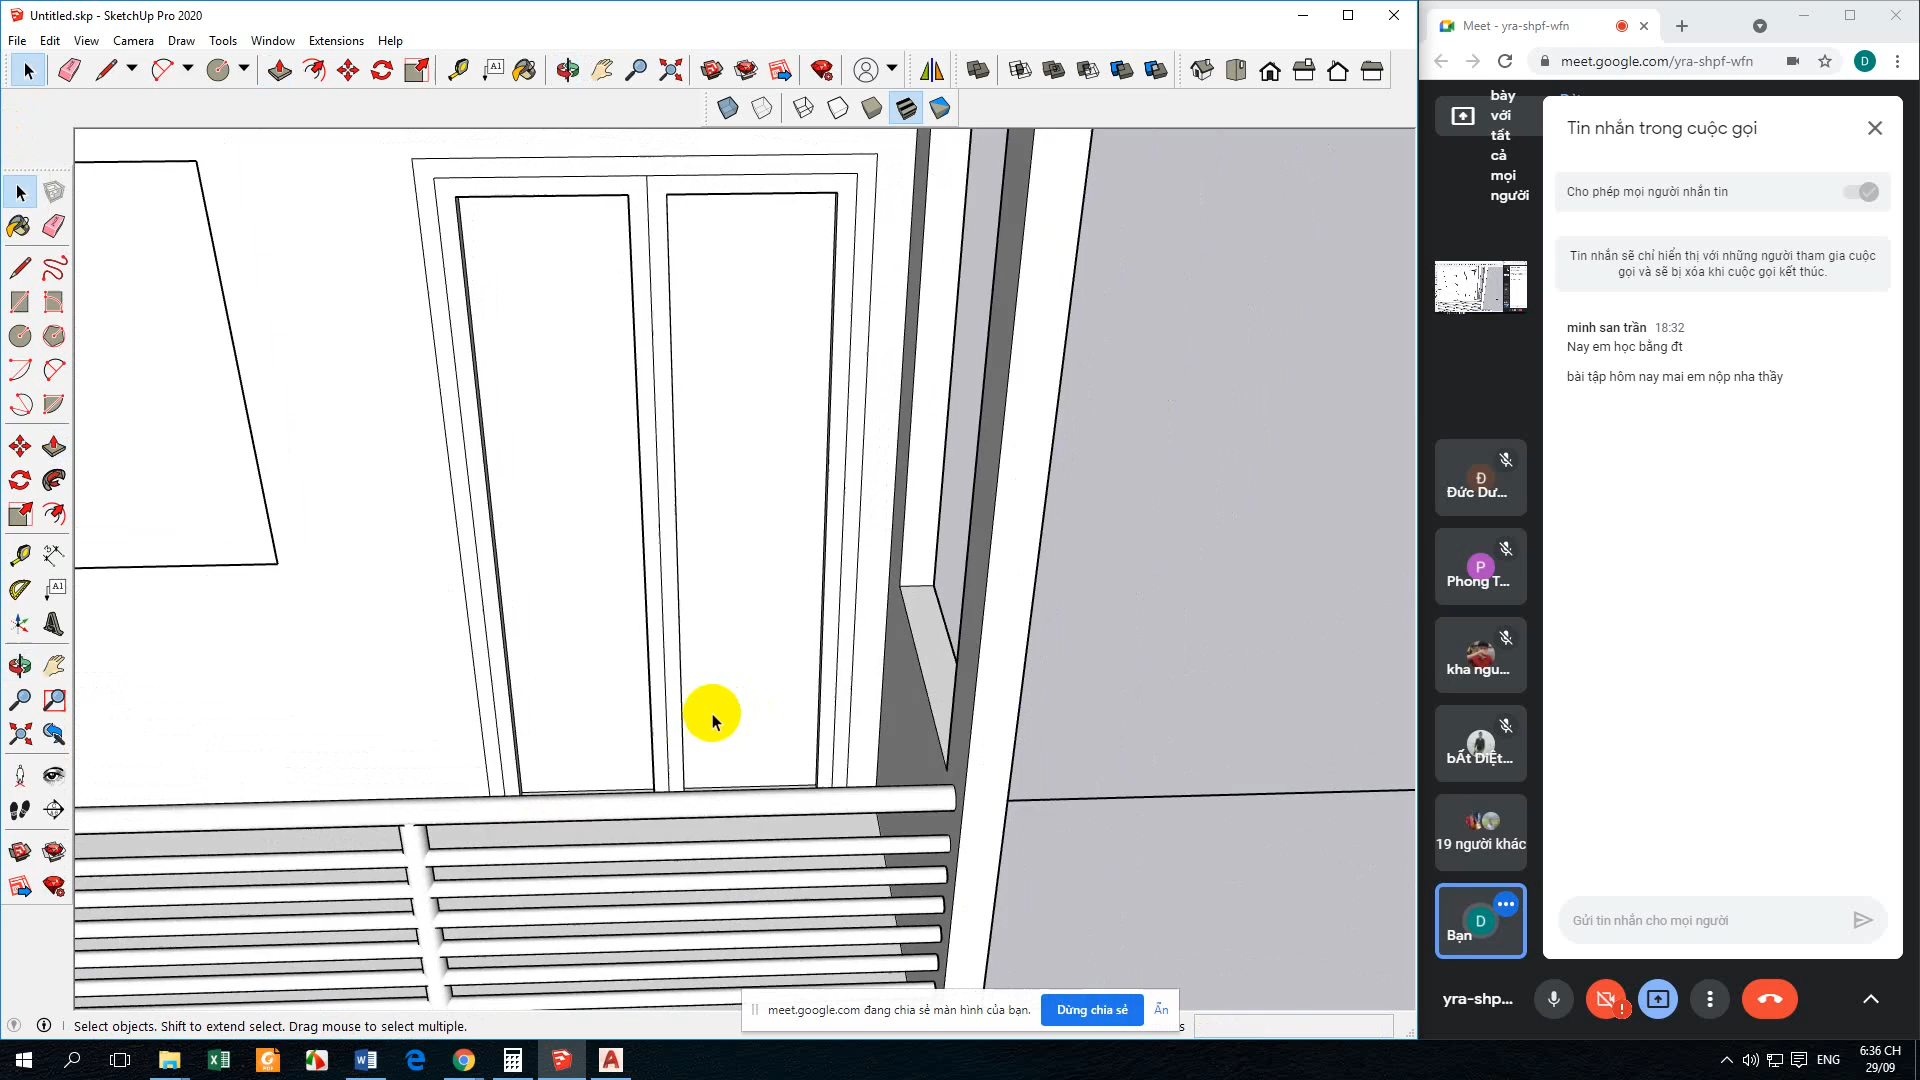 Untitled.skp - SketchUp Pro 2020
File Edit View Camera Draw Tools Window Extensions Help
A1
A1
Select objects. Shift to extend select. Drag mouse to select multiple.
meet.google.com đang chia sẻ màn hình của bạn. Dừng chia sẻ Ẩn
Meet - yra-shpf-wfn
meet.google.com/yra-shpf-wfn
D
bày
với
tất
cả
mọi
người
Tin nhắn trong cuộc gọi
Cho phép mọi người nhắn tin
Tin nhắn sẽ chỉ hiển thị với những người tham gia cuộc
gọi và sẽ bị xóa khi cuộc gọi kết thúc.
minh san trần 18:32
Nay em học bằng đt
bài tập hôm nay mai em nộp nha thầy
Đ
Đức Dư...
P
Phong T...
kha ngu...
bẤt DiỆt...
19 người khác
D
Bạn
Gửi tin nhắn cho mọi người
yra-shp...
ENG
6:36 CH
29/09